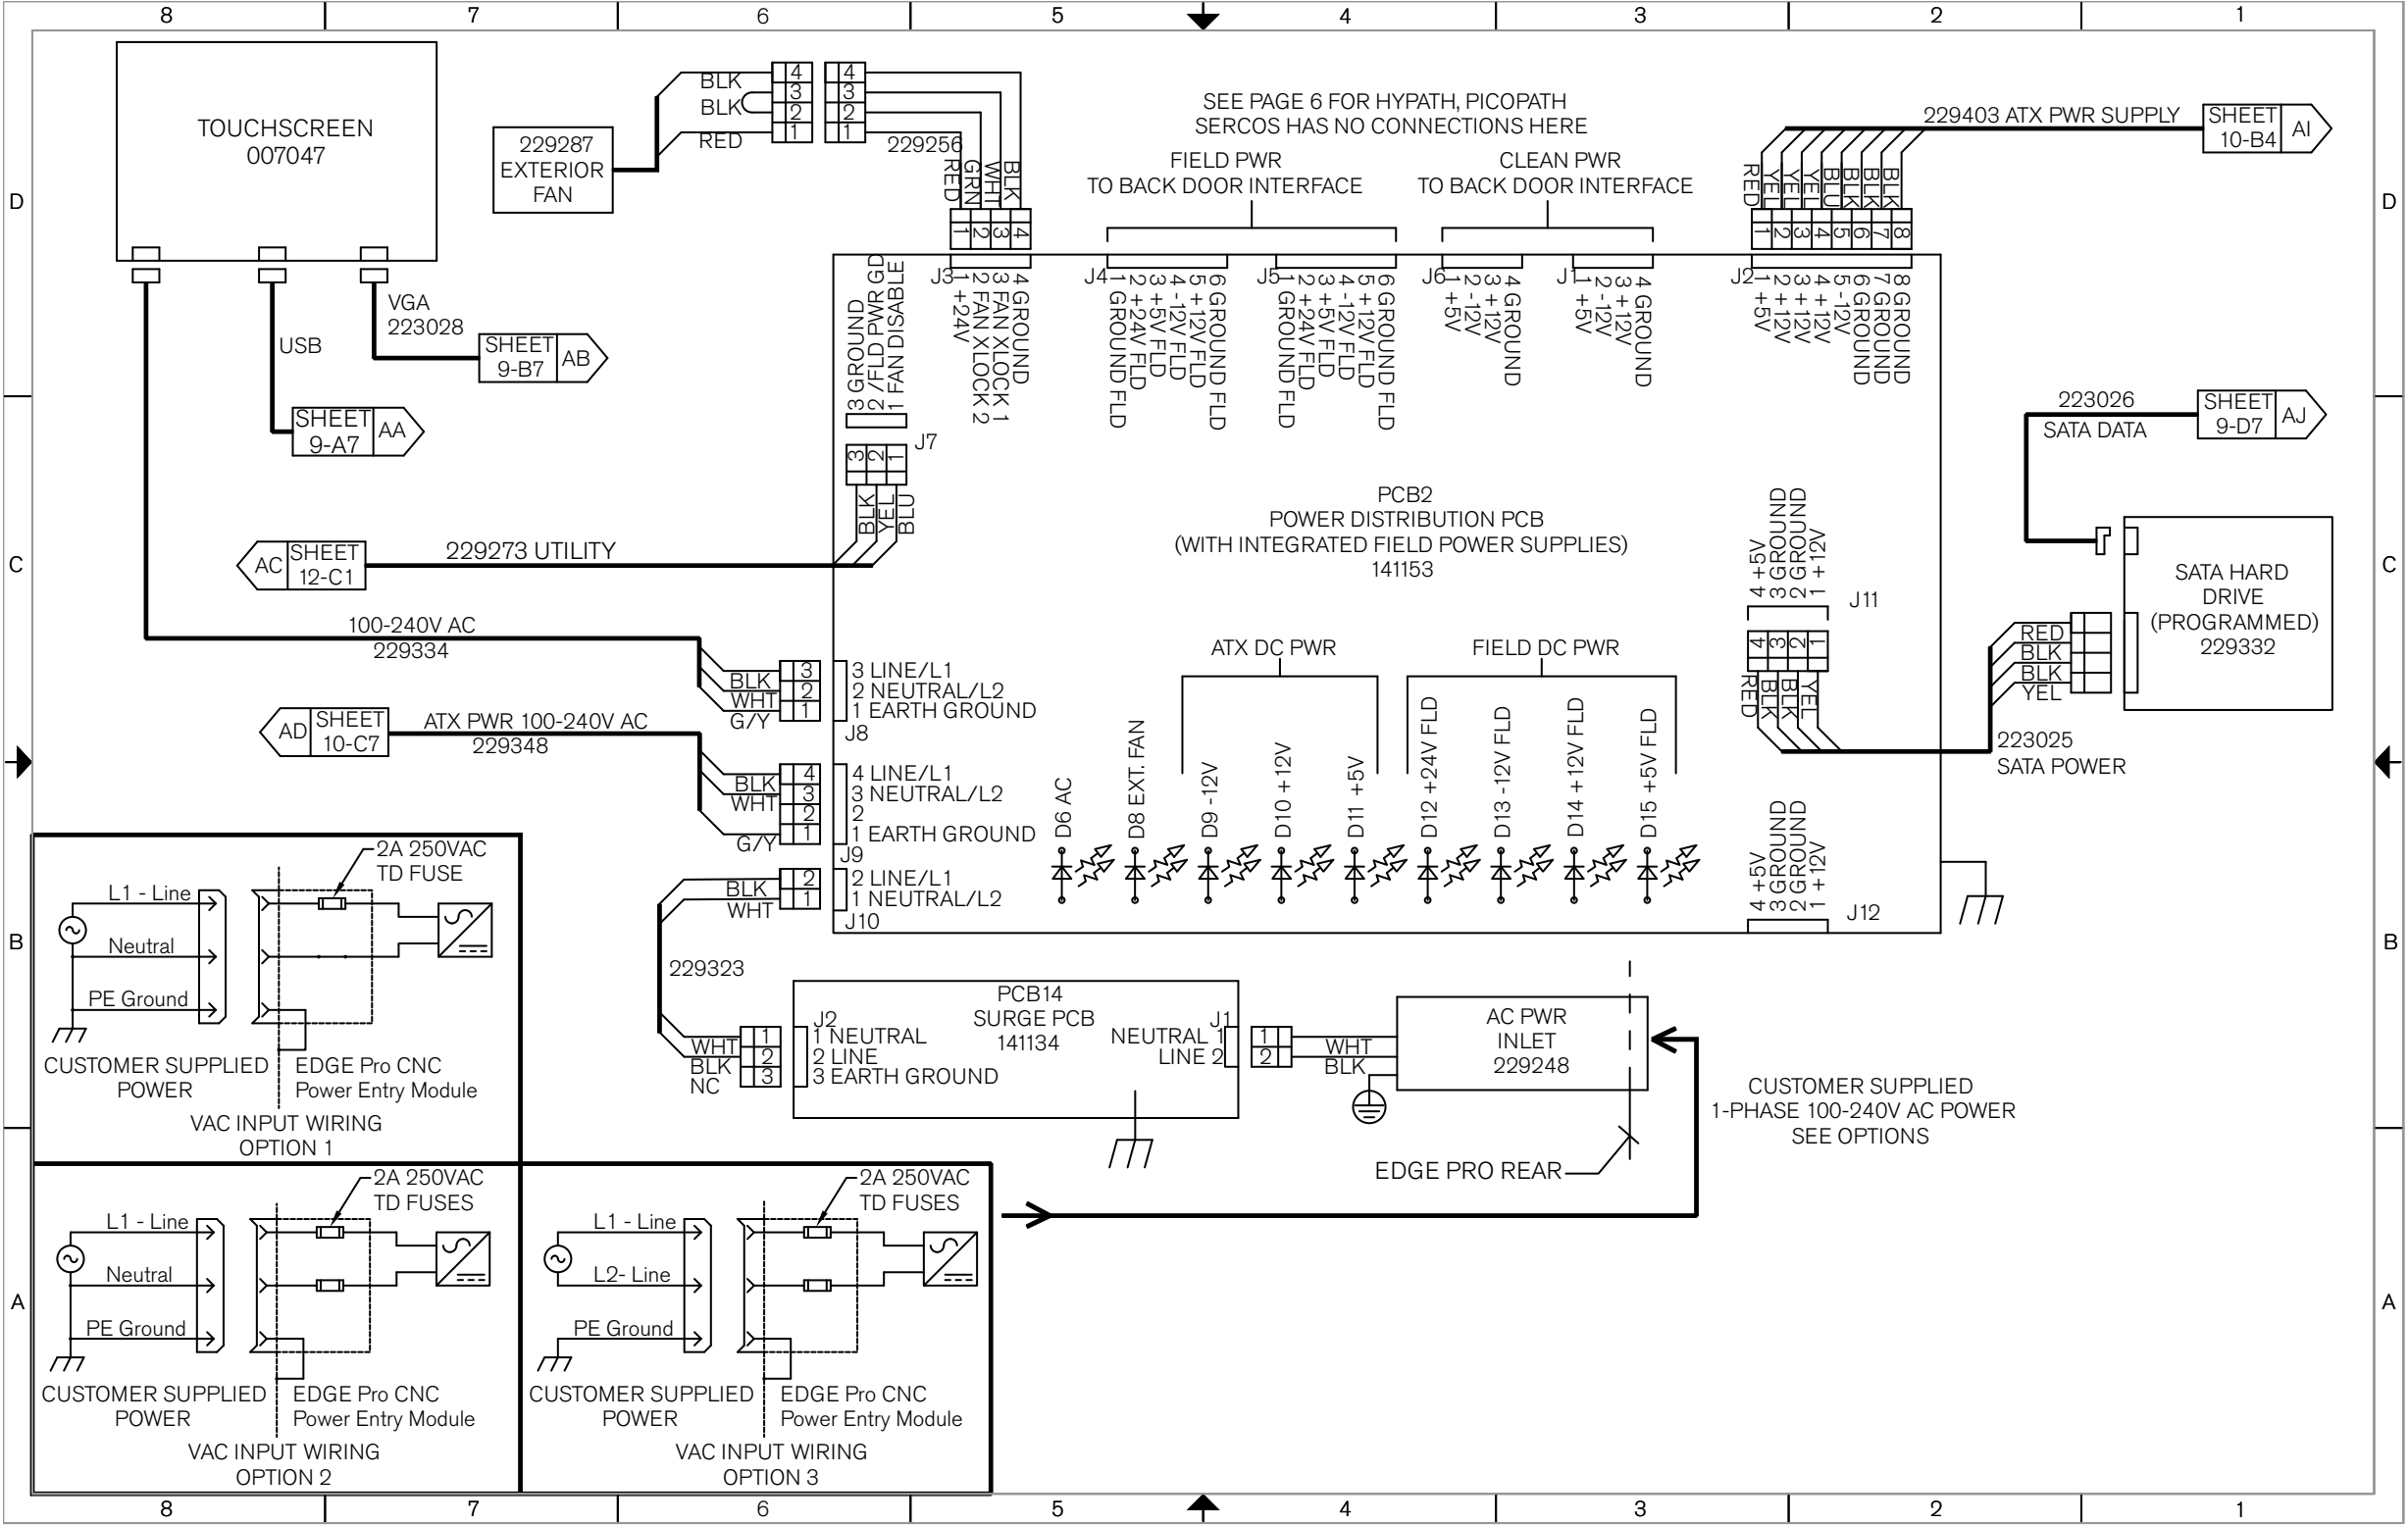 8 7 6 5 4 3 2 1
D
C
B
A
TOUCHSCREEN
007047
VGA
223028
USB
SHEET
9-B7
AB
SHEET
9-A7
AA
229287
EXTERIOR
FAN
BLK
BLK
RED
4
3
2
1
4
3
2
1
229256
RED
GRN
WHT
BLK
1
2
3
4
SEE PAGE 6 FOR HYPATH, PICOPATH
SERCOS HAS NO CONNECTIONS HERE
FIELD PWR
TO BACK DOOR INTERFACE
CLEAN PWR
TO BACK DOOR INTERFACE
229403 ATX PWR SUPPLY
SHEET
10-B4
AI
RED
YEL
YEL
YEL
BLU
BLK
BLK
BLK
1
2
3
4
5
6
7
8
3 GROUND
2 /FLD PWR GD
1 FAN DISABLE
J7
3
2
1
BLK
YEL
BLU
J3
1 +24V
2 FAN XLOCK 2
3 FAN XLOCK 1
4 GROUND
J4
1 GROUND FLD
2 +24V FLD
3 +5V FLD
4 -12V FLD
5 +12V FLD
6 GROUND FLD
J5
1 GROUND FLD
2 +24V FLD
3 +5V FLD
4 -12V FLD
5 +12V FLD
6 GROUND FLD
J6
1 +5V
2 -12V
3 +12V
4 GROUND
J1
1 +5V
2 -12V
3 +12V
4 GROUND
J2
1 +5V
2 +12V
3 +12V
4 +12V
5 -12V
6 GROUND
7 GROUND
8 GROUND
223026
SATA DATA
SHEET
9-D7
AJ
PCB2
POWER DISTRIBUTION PCB
(WITH INTEGRATED FIELD POWER SUPPLIES)
141153
AC
SHEET
12-C1
229273 UTILITY
100-240V AC
229334
BLK
WHT
G/Y
3
2
1
3 LINE/L1
2 NEUTRAL/L2
1 EARTH GROUND
J8
AD
SHEET
10-C7
ATX PWR 100-240V AC
229348
BLK
WHT
G/Y
4
3
2
1
4 LINE/L1
3 NEUTRAL/L2
2
1 EARTH GROUND
J9
BLK
WHT
2
1
2 LINE/L1
1 NEUTRAL/L2
J10
ATX DC PWR
FIELD DC PWR
D6 AC
D8 EXT. FAN
D9 -12V
D10 +12V
D11 +5V
D12 +24V FLD
D13 -12V FLD
D14 +12V FLD
D15 +5V FLD
4 +5V
3 GROUND
2 GROUND
1 +12V
J11
4
3
2
1
RED
BLK
BLK
YEL
SATA HARD
DRIVE
(PROGRAMMED)
229332
RED
BLK
BLK
YEL
223025
SATA POWER
4 +5V
3 GROUND
2 GROUND
1 +12V
J12
229323
WHT
BLK
NC
1
2
3
J2
1 NEUTRAL
2 LINE
3 EARTH GROUND
PCB14
SURGE PCB
141134
J1
NEUTRAL 1
LINE 2
1
2
WHT
BLK
AC PWR
INLET
229248
EDGE PRO REAR
CUSTOMER SUPPLIED
1-PHASE 100-240V AC POWER
SEE OPTIONS
2A 250VAC
TD FUSE
L1 - Line
Neutral
PE Ground
CUSTOMER SUPPLIED
POWER
EDGE Pro CNC
Power Entry Module
VAC INPUT WIRING
OPTION 1
2A 250VAC
TD FUSES
L1 - Line
Neutral
PE Ground
CUSTOMER SUPPLIED
POWER
EDGE Pro CNC
Power Entry Module
VAC INPUT WIRING
OPTION 2
2A 250VAC
TD FUSES
L1 - Line
L2- Line
PE Ground
CUSTOMER SUPPLIED
POWER
EDGE Pro CNC
Power Entry Module
VAC INPUT WIRING
OPTION 3
D
C
B
A
8 7 6 5 4 3 2 1